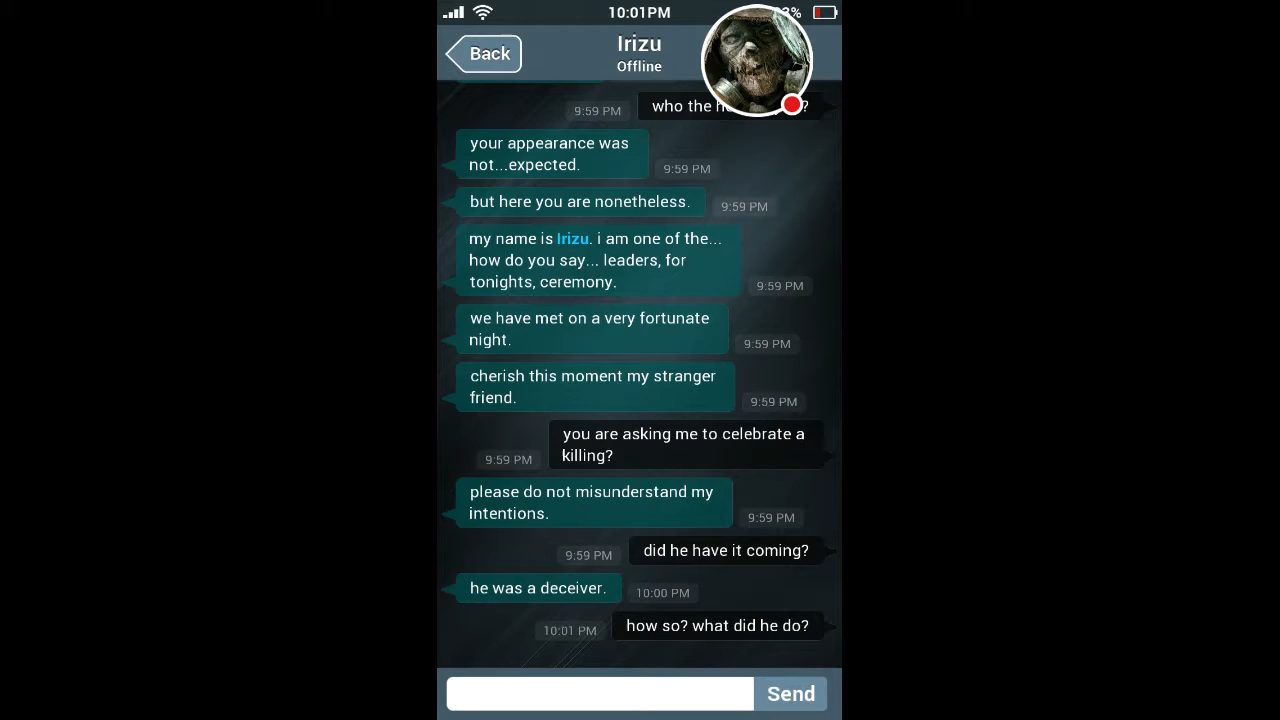 10:01PM
3%
Back
Irizu
Offline
who the
?
9:59 PM
your appearance was
not...expected.
9:59 PM
but here you are nonetheless.
9:59 PM
my name is Irizu. i am one of the...
how do you say... leaders, for
tonights, ceremony.
9:59 PM
we have met on a very fortunate
night.
9:59 PM
cherish this moment my stranger
friend.
9:59 PM
you are asking me to celebrate a
killing?
9:59 PM
please do not misunderstand my
intentions.
9:59 PM
did he have it coming?
9:59 PM
he was a deceiver.
10:00 PM
how so? what did he do?
10:01 PM
Send